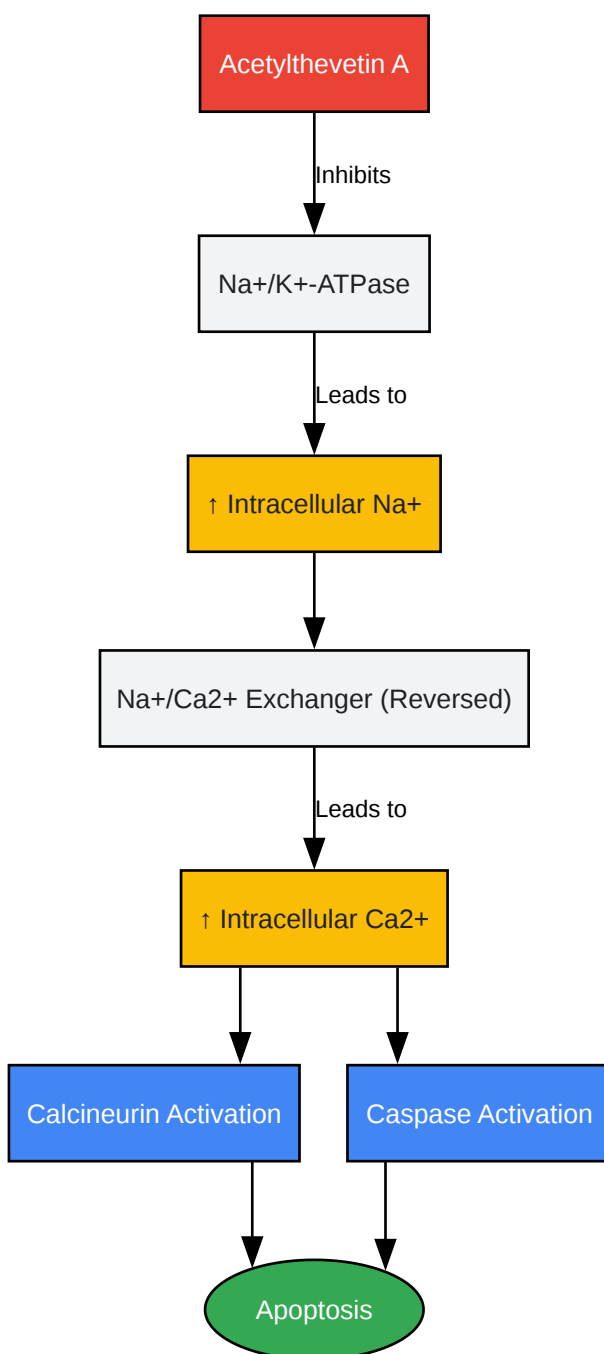 Acetylthevetin A
Inhibits
Na+/K+-ATPase
Leads to
↑ Intracellular Na+
Na+/Ca2+ Exchanger (Reversed)
Leads to
↑ Intracellular Ca2+
Calcineurin Activation
Caspase Activation
Apoptosis